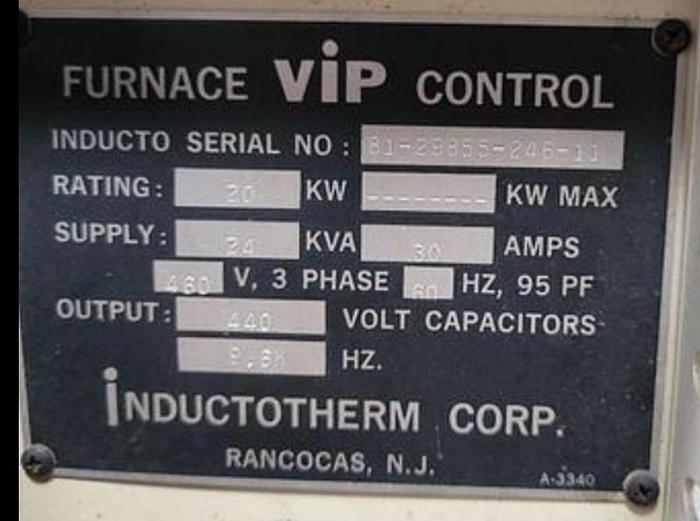 FURNACE ViP CONTROL
INDUCTO SERIAL NO : 81-29855-246-11
RATING: 20 KW -------- KW MAX
SUPPLY: 24 KVA 30 AMPS
460 V, 3 PHASE 60 HZ, 95 PF
OUTPUT: 440 VOLT CAPACITORS
HZ.
iNDUCTOTHERM CORP.
RANCOCAS, N.J.
A-3340